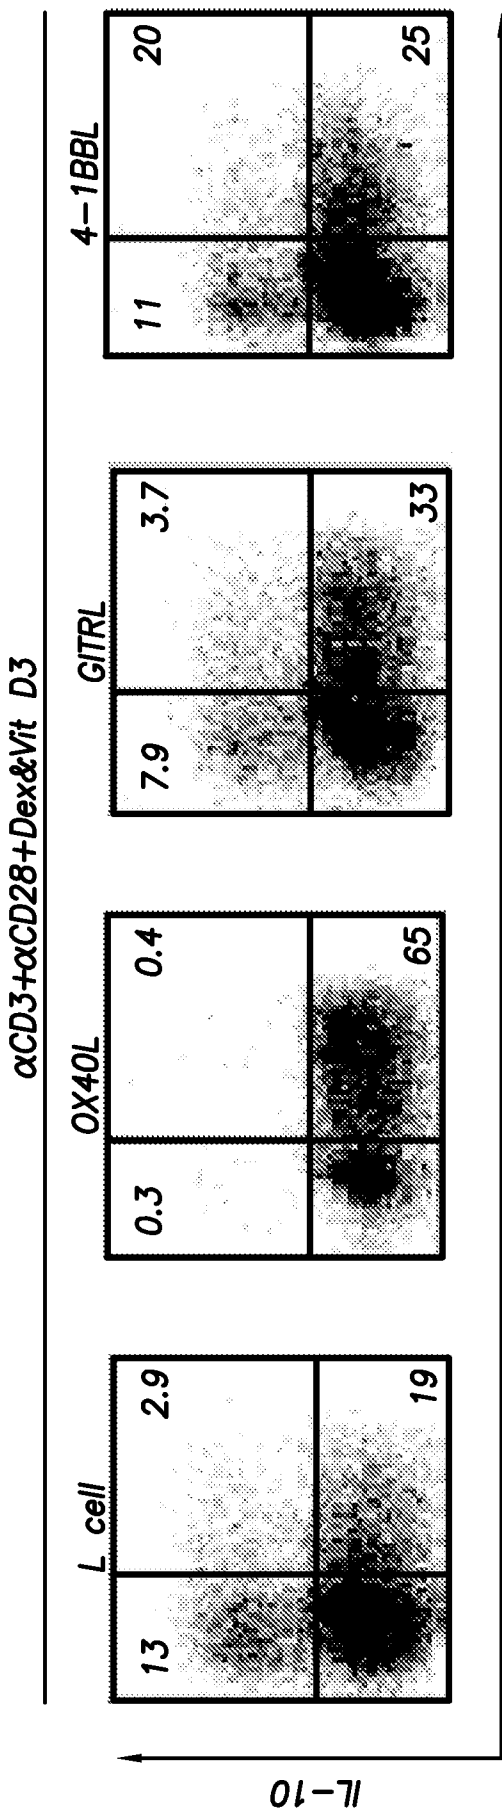 αCD3+αCD28+Dex&Vit D3
L cell
OX40L
GITRL
4-1BBL
13
2.9
0.3
0.4
7.9
3.7
11
20
19
65
33
25
IL-10